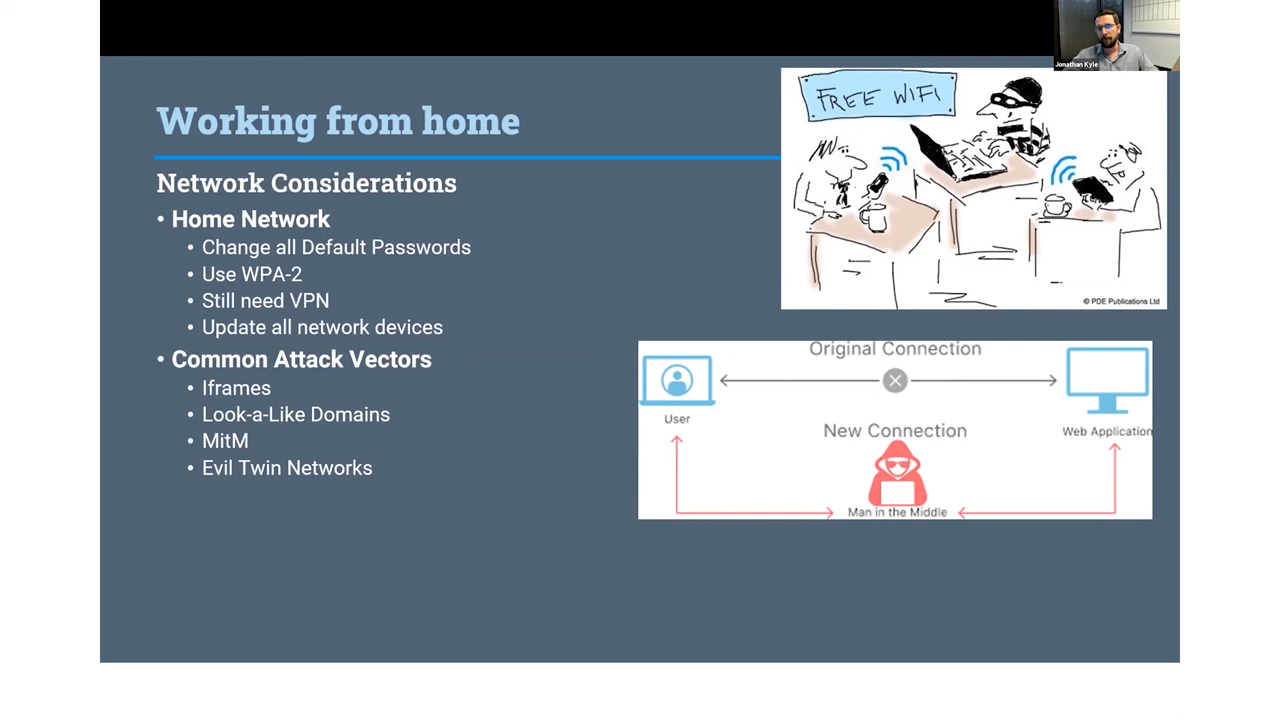 Jonathan Kyle
Working from home
FREE WIFI
Network Considerations
• Home Network
• Change all Default Passwords
• Use WPA-2
• Still need VPN
• Update all network devices
© PDE Publications Ltd
• Common Attack Vectors
• Iframes
• Look-a-Like Domains
• MitM
• Evil Twin Networks
Original Connection
User
Web Application
New Connection
Man in the Middle